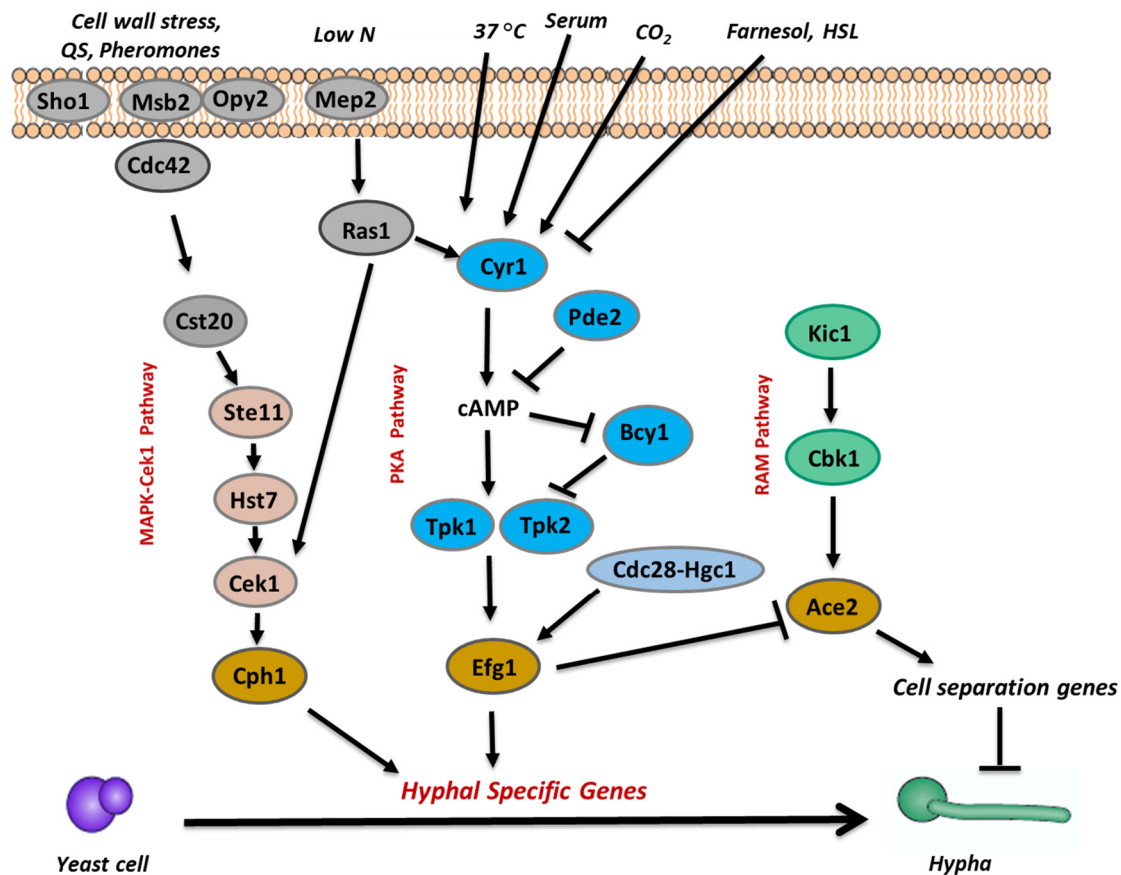 Cell wall stress,
QS, Pheromones
Low N
37 °C
Serum
CO₂
Farnesol, HSL
Sho1
Msb2
Opy2
Mep2
Cdc42
Ras1
Cyr1
Cst20
Pde2
Kic1
MAPK-Cek1 Pathway
PKA Pathway
RAM Pathway
Ste11
cAMP
Bcy1
Cbk1
Hst7
Tpk1
Tpk2
Cek1
Cdc28-Hgc1
Ace2
Cph1
Efg1
Cell separation genes
Hyphal Specific Genes
Yeast cell
Hypha